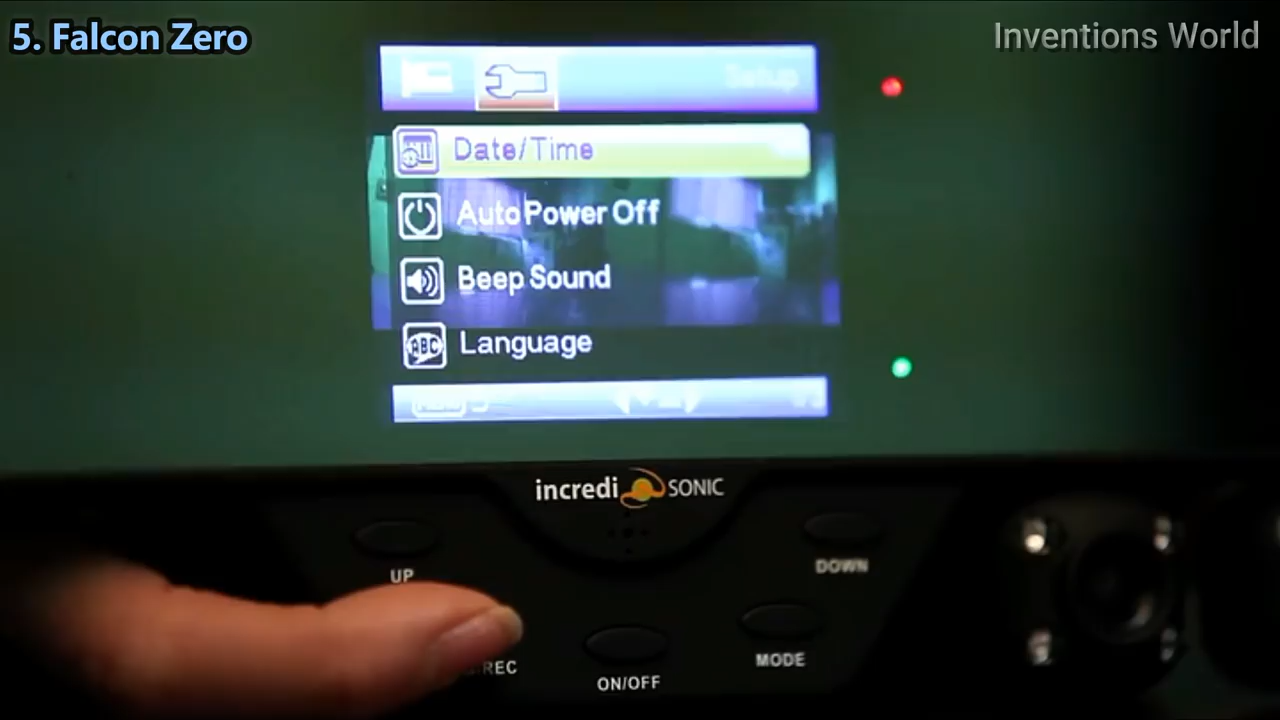 5. Falcon Zero
Inventions World
Setup
Date/Time
Auto Power Off
Beep Sound
Language
incredi SONIC
UP
DOWN
REC
MODE
ON/OFF